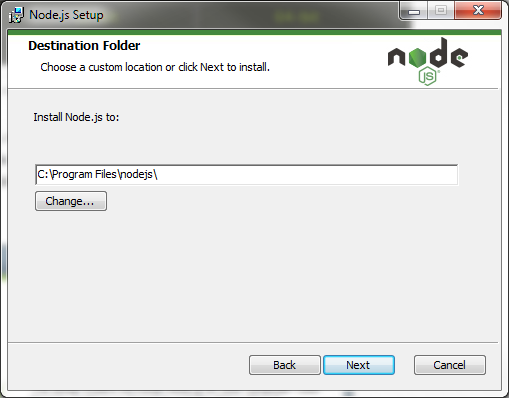 Node.js Setup
Destination Folder
Choose a custom location or click Next to install.
node
JS
Install Node.js to:
C:\Program Files\nodejs\
Change...
Back
Next
Cancel